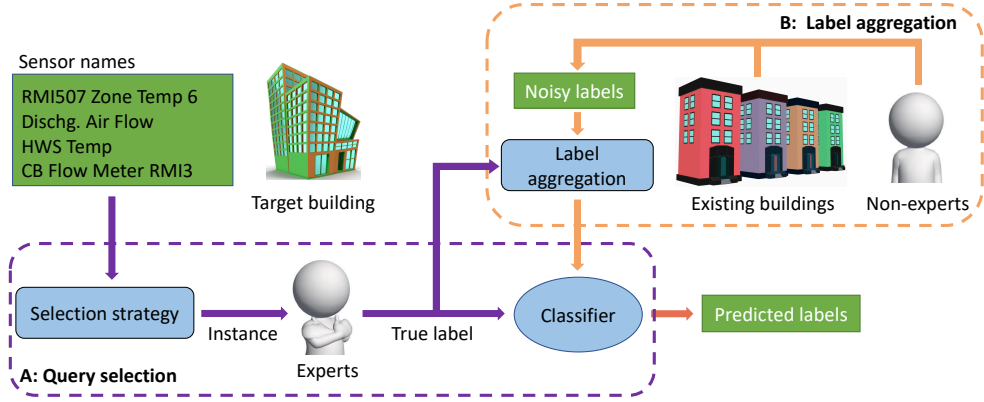 B: Label aggregation
Sensor names
RMI507 Zone Temp 6
Dischg. Air Flow
HWS Temp
CB Flow Meter RMI3
Target building
Noisy labels
Label
aggregation
Existing buildings
Non-experts
Selection strategy
Instance
Experts
True label
Classifier
Predicted labels
A: Query selection